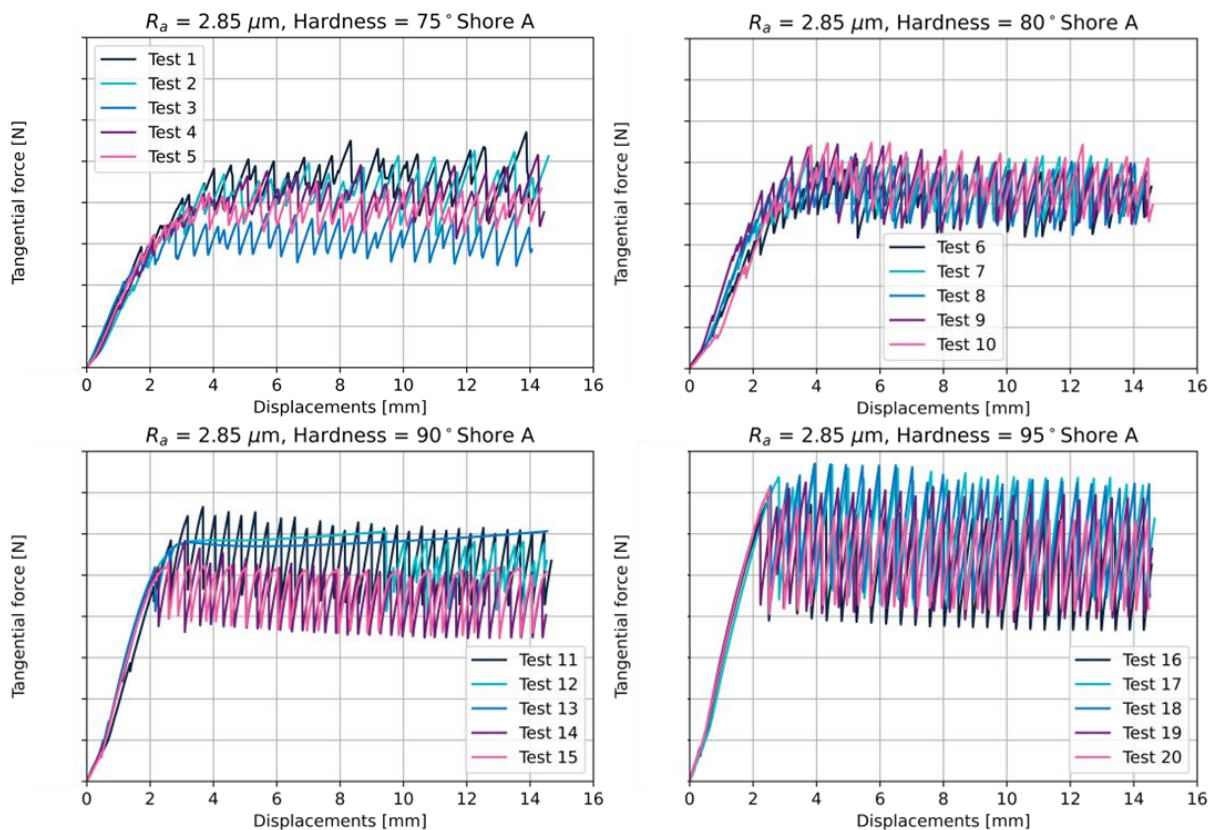 R_a = 2.85 μm, Hardness = 75°Shore A
Tangential force [N]
Test 1
Test 2
Test 3
Test 4
Test 5
0 2 4 6 8 10 12 14 16
Displacements [mm]
R_a = 2.85 μm, Hardness = 80°Shore A
Tangential force [N]
Test 6
Test 7
Test 8
Test 9
Test 10
0 2 4 6 8 10 12 14 16
Displacements [mm]
R_a = 2.85 μm, Hardness = 90°Shore A
Tangential force [N]
Test 11
Test 12
Test 13
Test 14
Test 15
0 2 4 6 8 10 12 14 16
Displacements [mm]
R_a = 2.85 μm, Hardness = 95°Shore A
Tangential force [N]
Test 16
Test 17
Test 18
Test 19
Test 20
0 2 4 6 8 10 12 14 16
Displacements [mm]